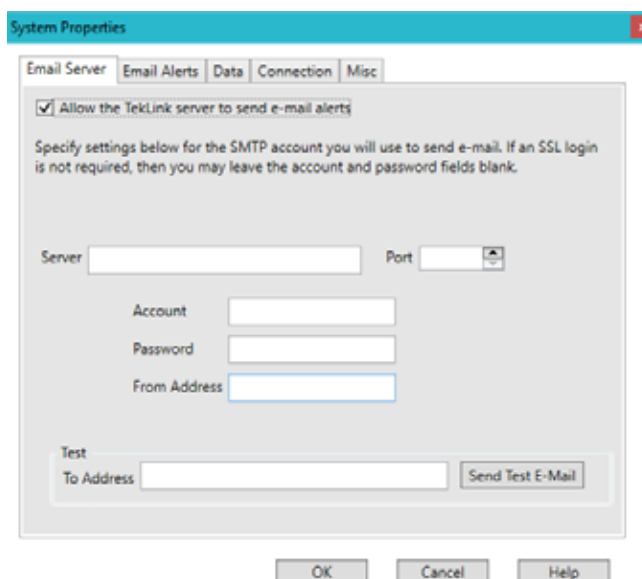 System Properties
Email Server Email Alerts Data Connection Misc
Allow the TekLink server to send e-mail alerts
Specify settings below for the SMTP account you will use to send e-mail. If an SSL login
is not required, then you may leave the account and password fields blank.
Server Port
Account
Password
From Address
Test
To Address Send Test E-Mail
OK Cancel Help